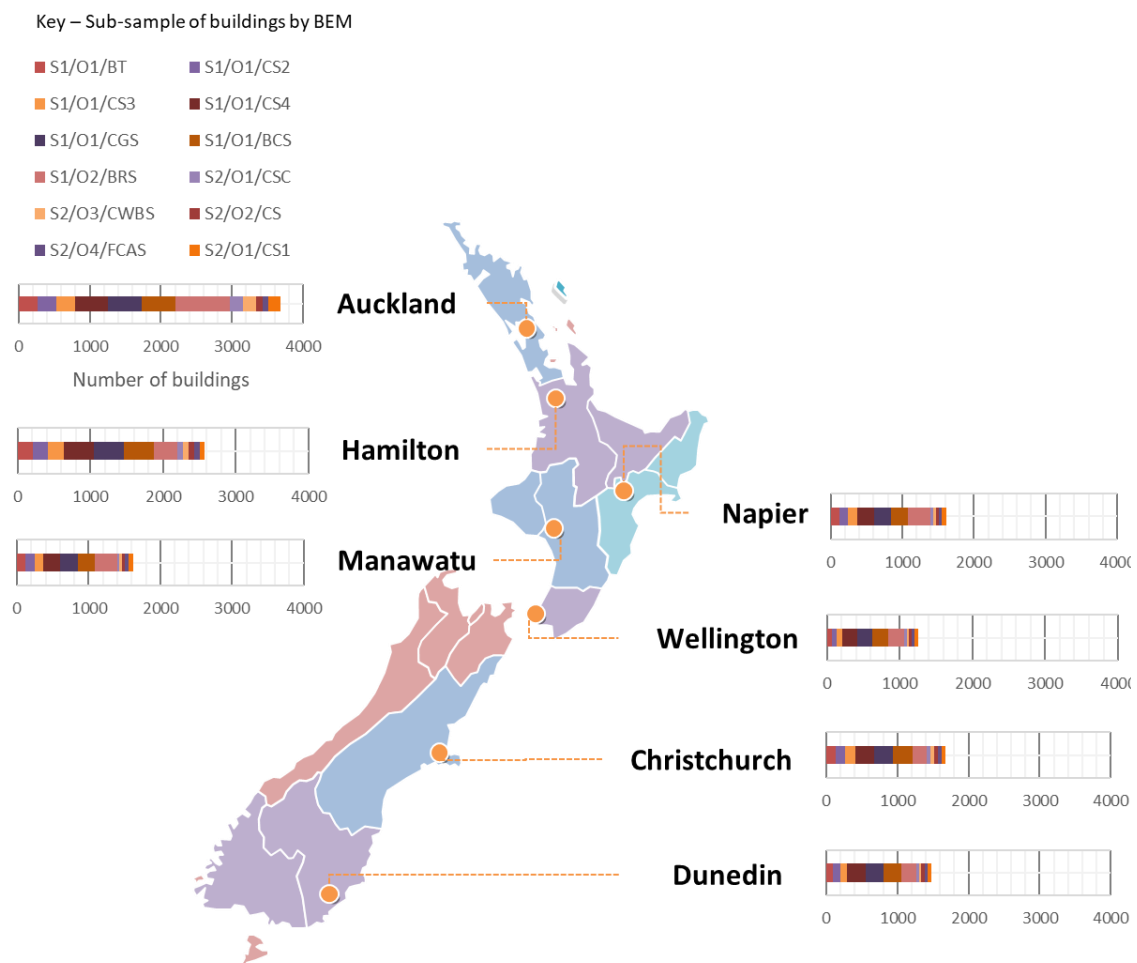 Key – Sub-sample of buildings by BEM
S1/O1/BT S1/O1/CS2
S1/O1/CS3 S1/O1/CS4
S1/O1/CGS S1/O1/BCS
S1/O2/BRS S2/O1/CSC
S2/O3/CWBS S2/O2/CS
S2/O4/FCAS S2/O1/CS1
Auckland
0 1000 2000 3000 4000
Number of buildings
Hamilton
0 1000 2000 3000 4000
Napier
0 1000 2000 3000 400
Manawatu
0 1000 2000 3000 4000
Wellington
0 1000 2000 3000 400
Christchurch
0 1000 2000 3000 4000
Dunedin
0 1000 2000 3000 4000